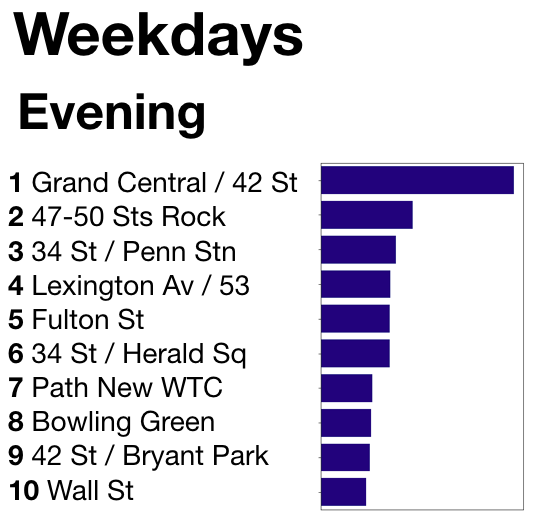 Weekdays
Evening
1 Grand Central / 42 St
2 47-50 Sts Rock
3 34 St / Penn Stn
4 Lexington Av / 53
5 Fulton St
6 34 St / Herald Sq
7 Path New WTC
8 Bowling Green
9 42 St / Bryant Park
10 Wall St